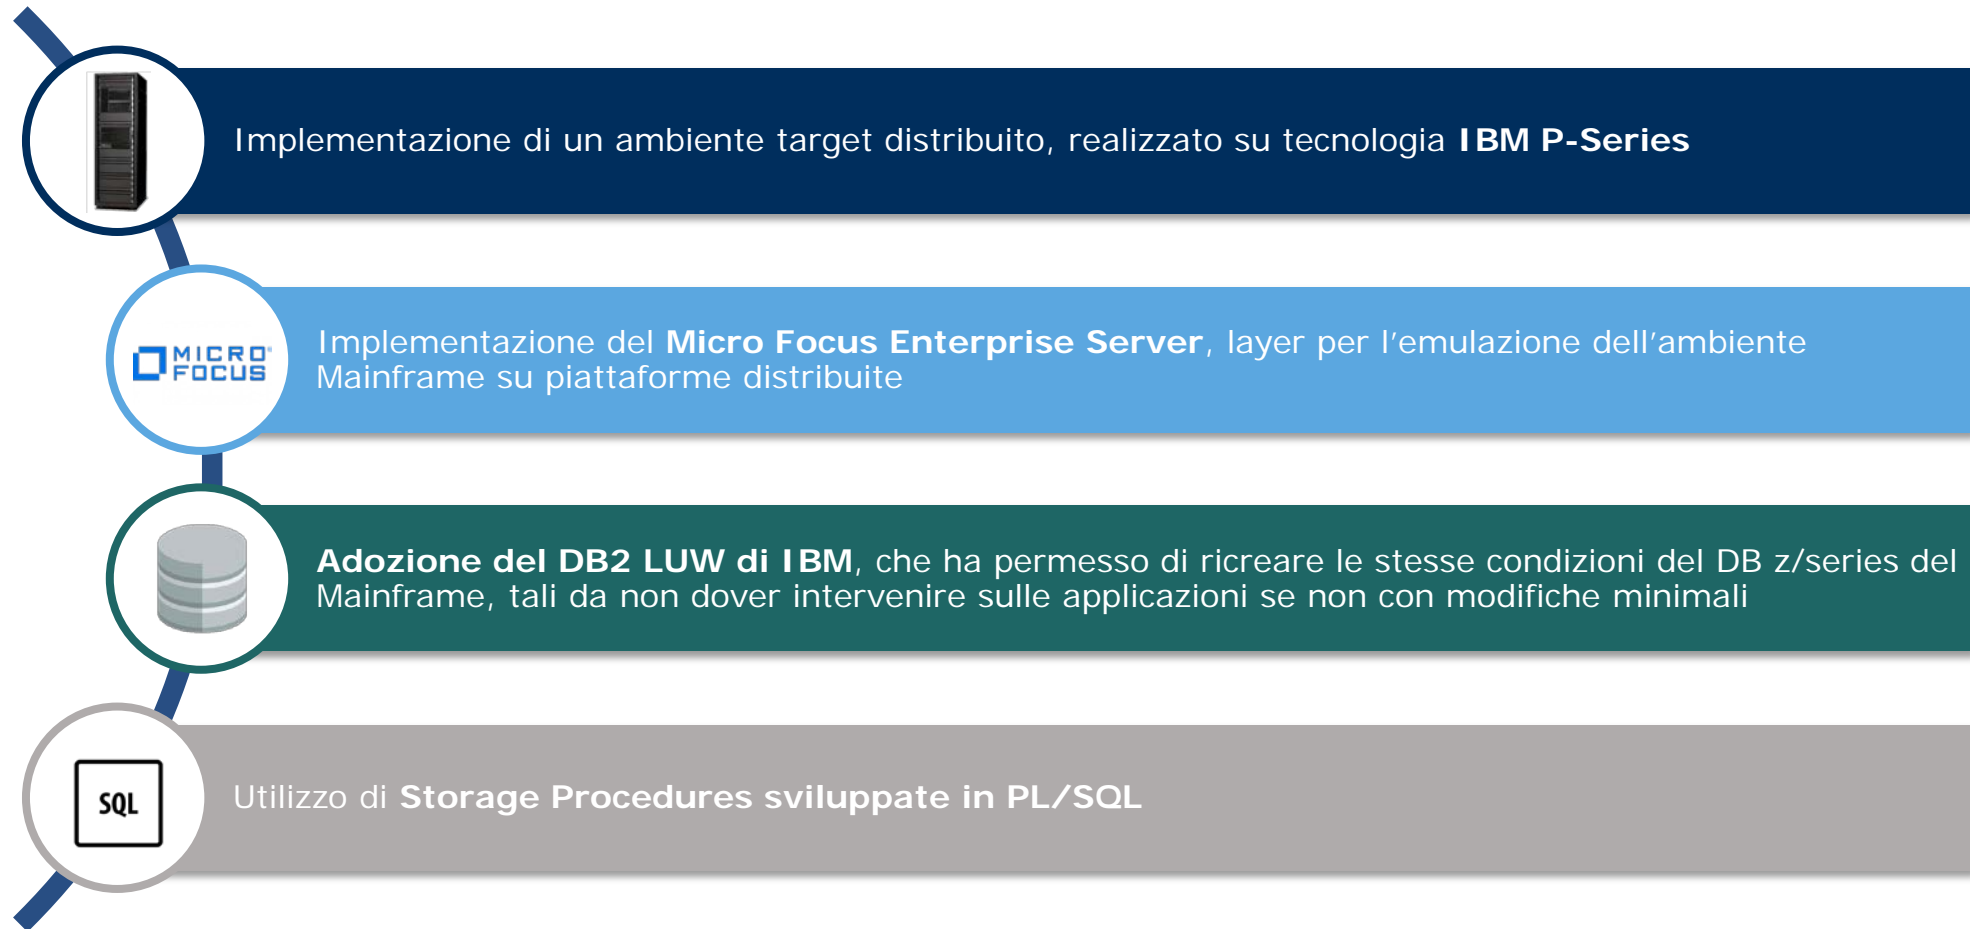 Implementazione di un ambiente target distribuito, realizzato su tecnologia IBM P-Series
MICRO
FOCUS
Implementazione del Micro Focus Enterprise Server, layer per l’emulazione dell’ambiente
Mainframe su piattaforme distribuite
Adozione del DB2 LUW di IBM, che ha permesso di ricreare le stesse condizioni del DB z/series del
Mainframe, tali da non dover intervenire sulle applicazioni se non con modifiche minimali
SQL
Utilizzo di Storage Procedures sviluppate in PL/SQL